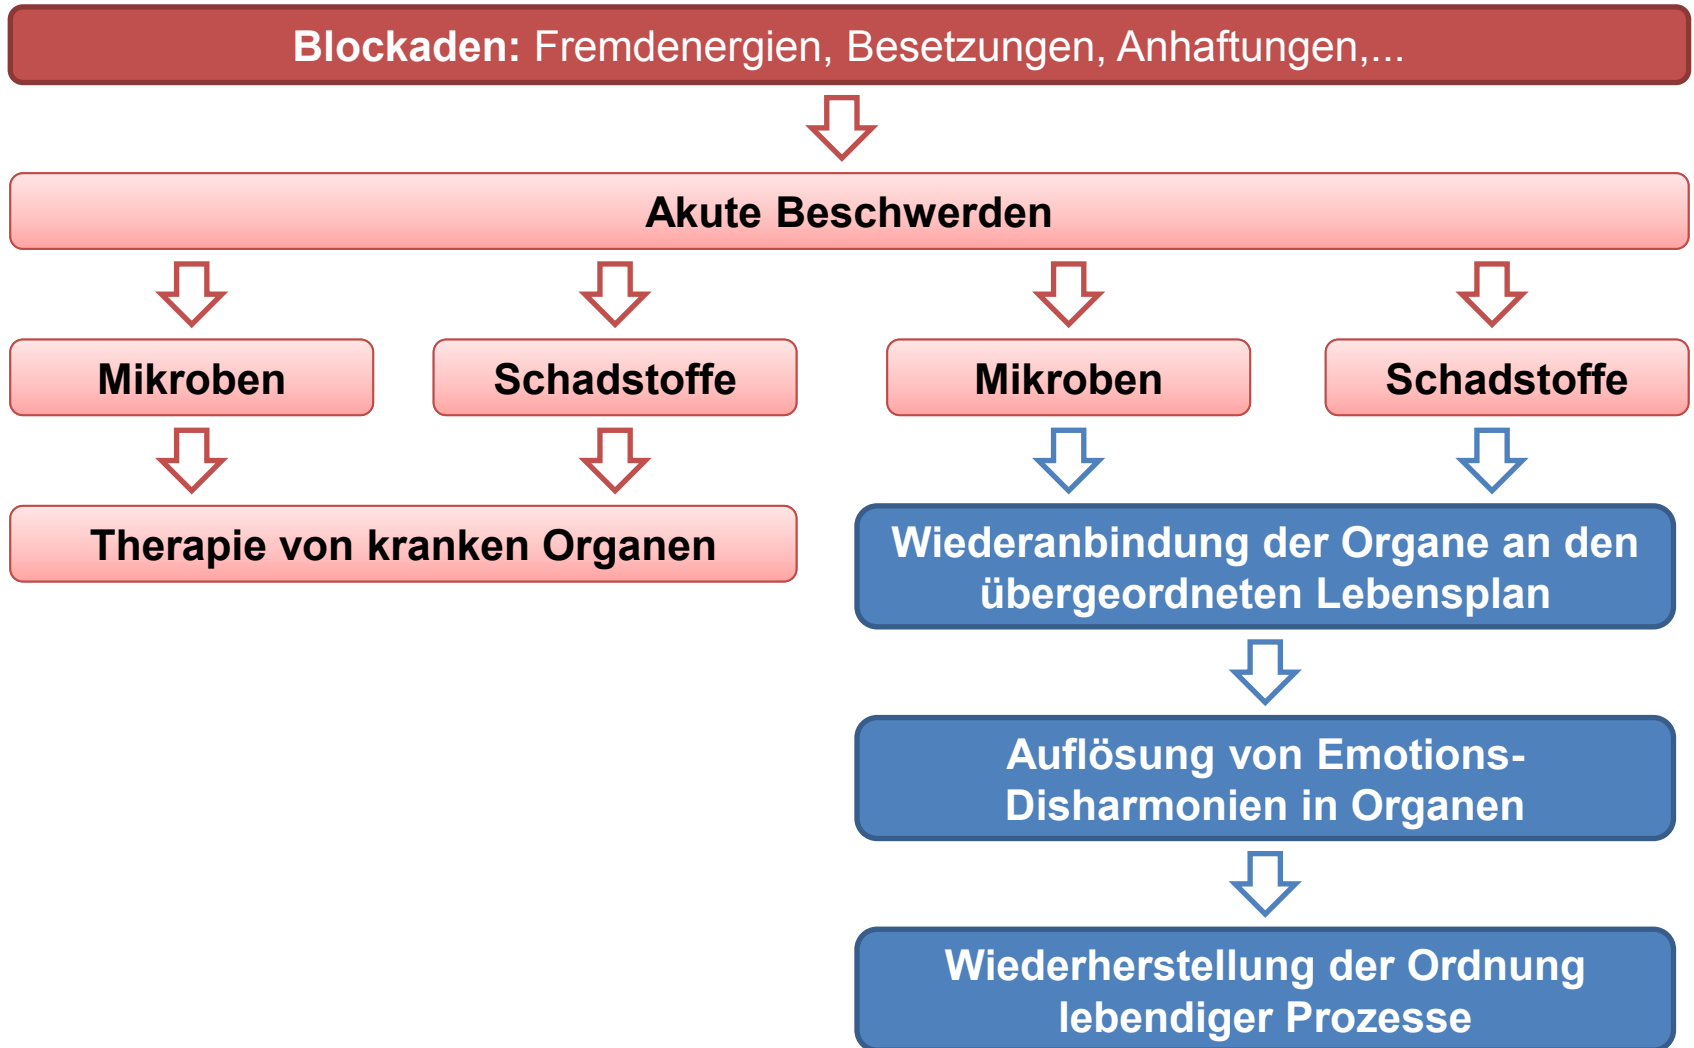 Blockaden: Fremdenergien, Besetzungen, Anhaftungen,...
Akute Beschwerden
Mikroben
Schadstoffe
Mikroben
Schadstoffe
Therapie von kranken Organen
Wiederanbindung der Organe an den
übergeordneten Lebensplan
Auflösung von Emotions-
Disharmonien in Organen
Wiederherstellung der Ordnung
lebendiger Prozesse